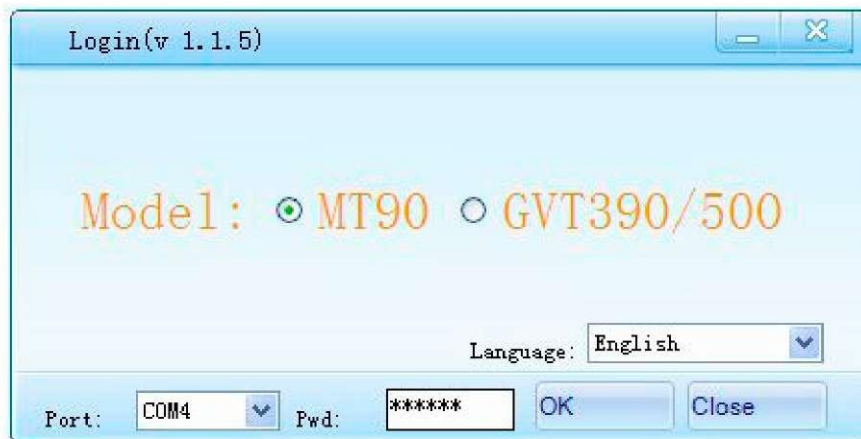 Login(v 1.1.5)
Model: MT90 GVT390/500
Language: English
Port: COM4 Pwd: ****** OK Close